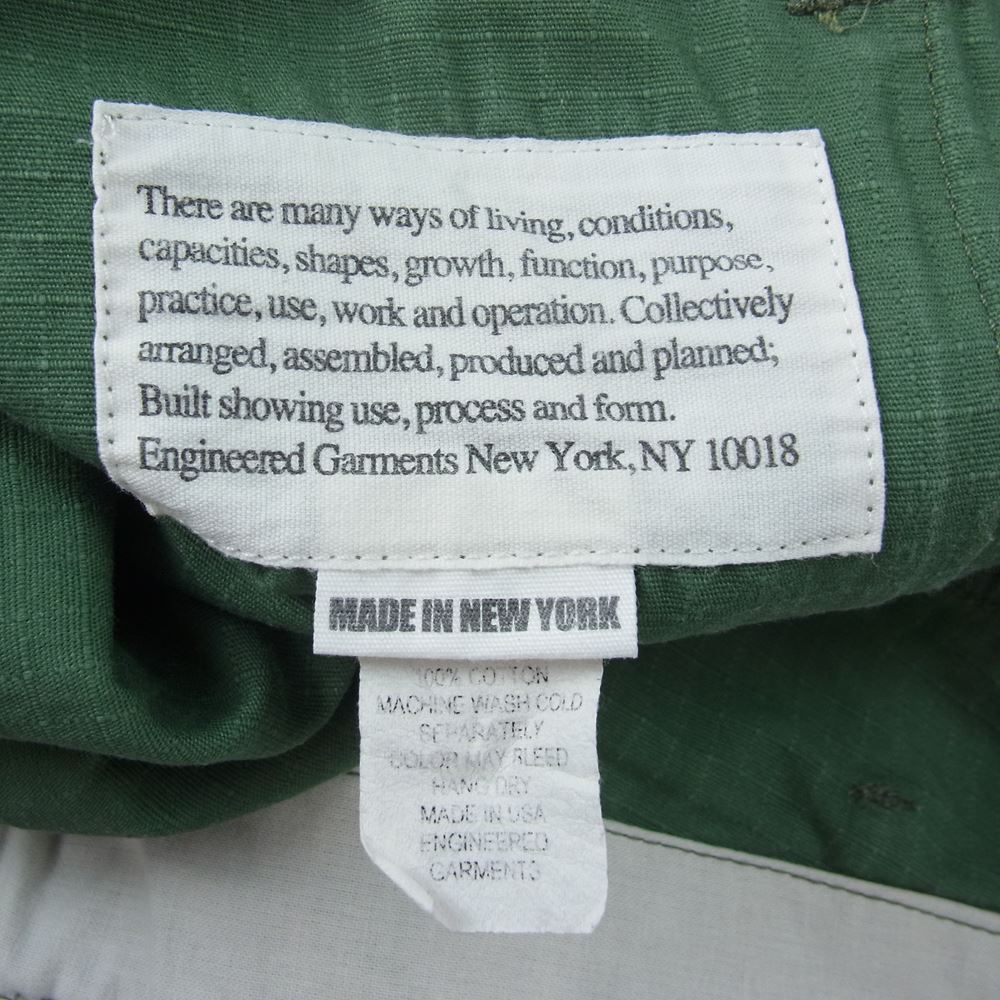 There are many ways of living, conditions,
capacities, shapes, growth, function, purpose,
practice, use, work and operation. Collectively
arranged, assembled, produced and planned;
Built showing use, process and form.
Engineered Garments New York, NY 10018
MADE IN NEW YORK
100% COTTON
MACHINE WASH COLD
SEPARATELY
COLOR MAY BLEED
HANG DRY
MADE IN USA
ENGINEERED
GARMENTS